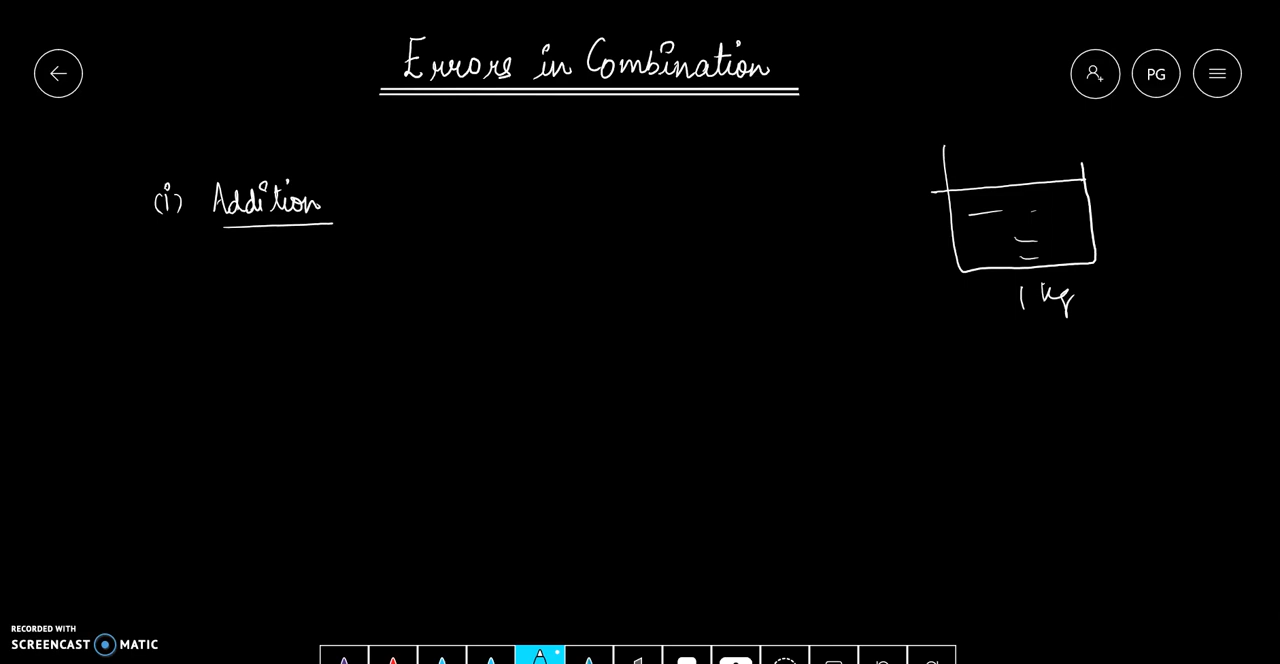 Errors in Combination
PG
(i) Addition
1 kg
RECORDED WITH
SCREENCAST MATIC